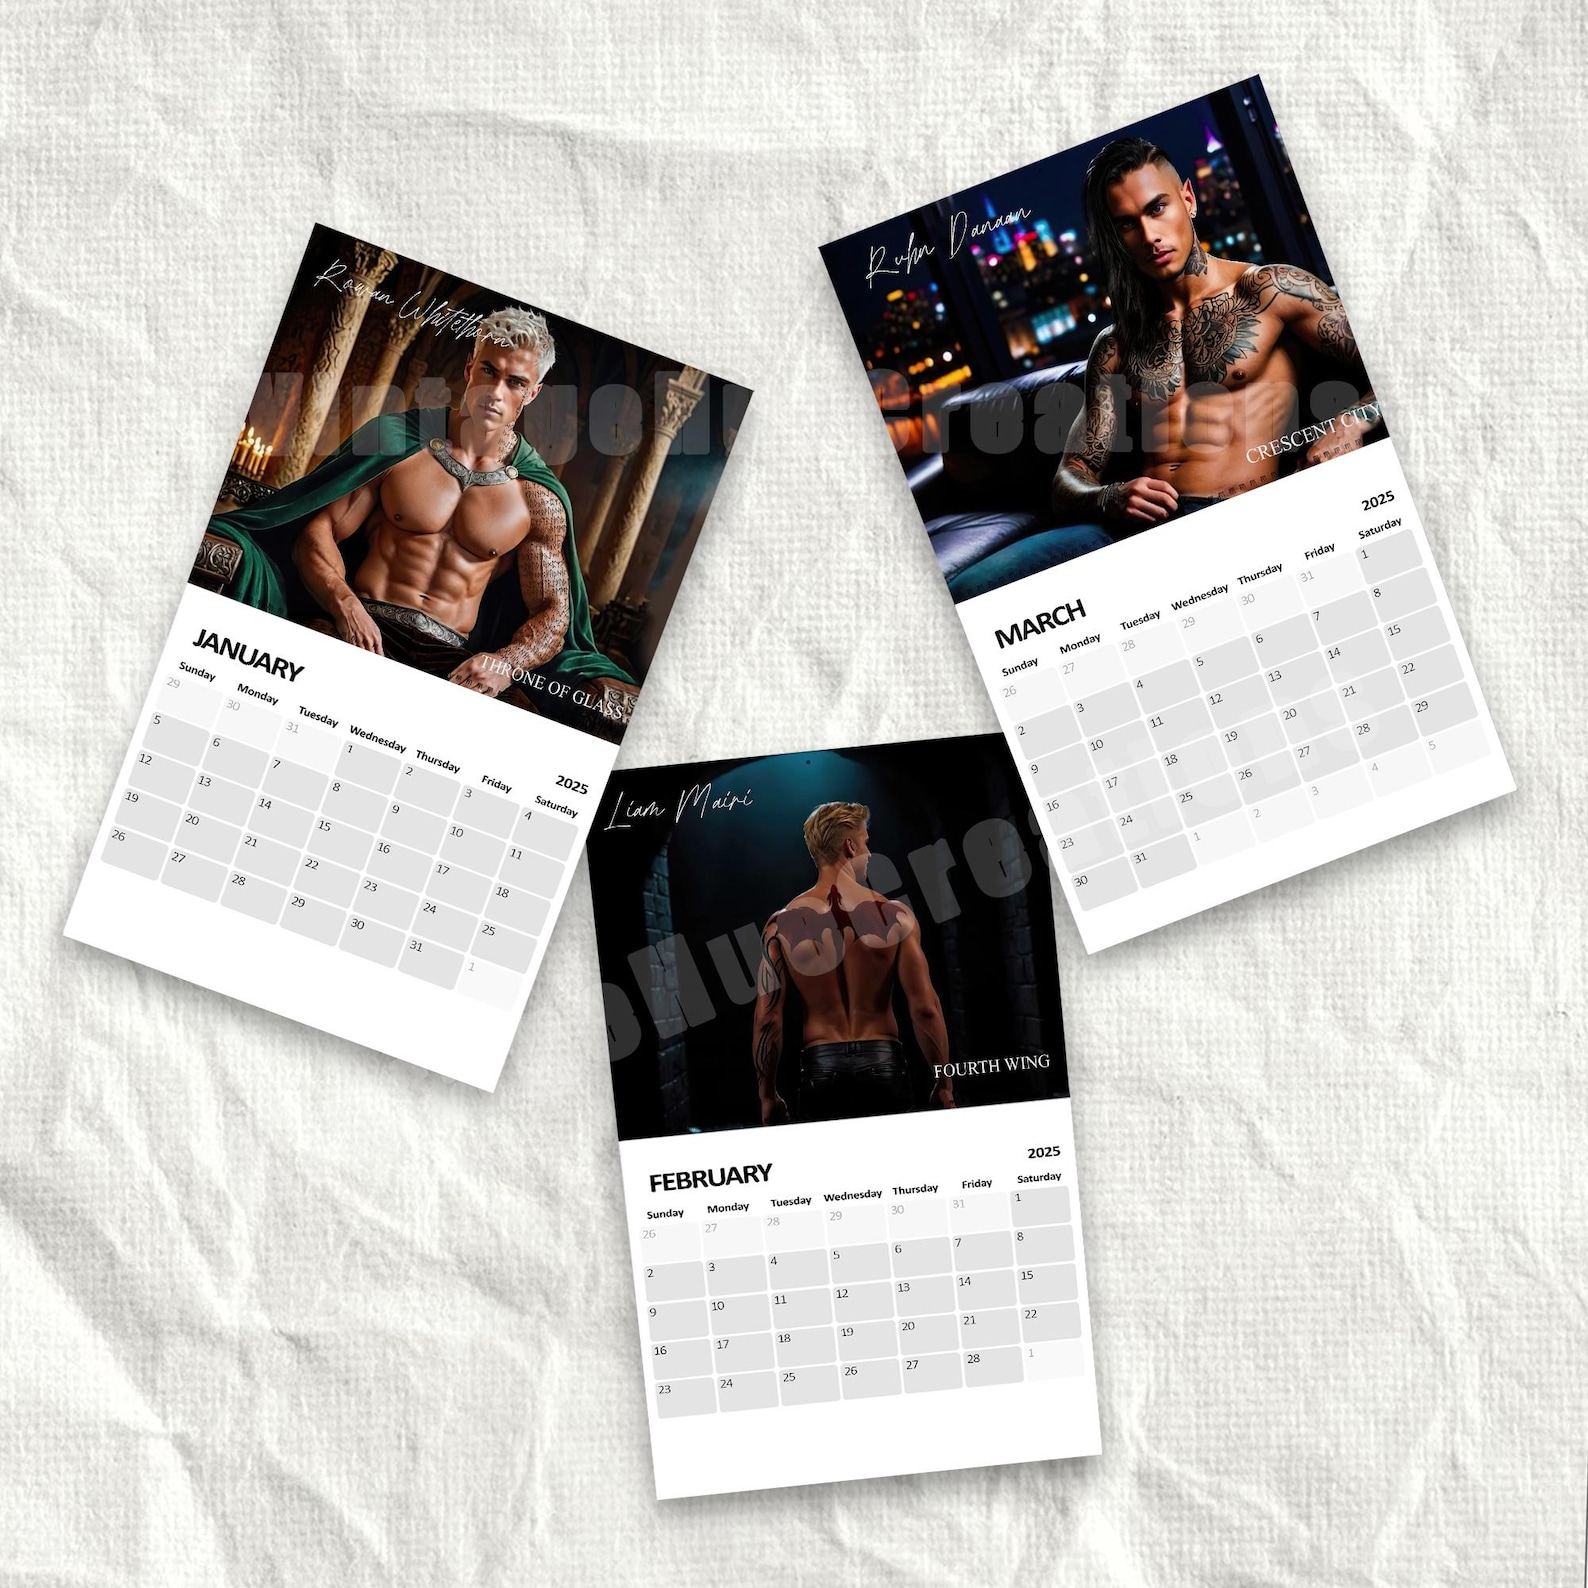 Rowan Whitethorn
THRONE OF GLASS
JANUARY
2025
Sunday Monday Tuesday Wednesday Thursday Friday Saturday
29 30 31 1 2 3 4
5 6 7 8 9 10 11
12 13 14 15 16 17 18
19 20 21 22 23 24 25
26 27 28 29 30 31 1
Liam Mairi
FOURTH WING
FEBRUARY
2025
Sunday Monday Tuesday Wednesday Thursday Friday Saturday
26 27 28 29 30 31 1
2 3 4 5 6 7 8
9 10 11 12 13 14 15
16 17 18 19 20 21 22
23 24 25 26 27 28 1
Ruhn Danaan
CRESCENT CITY
MARCH
2025
Sunday Monday Tuesday Wednesday Thursday Friday Saturday
26 27 28 29 30 31 1
2 3 4 5 6 7 8
9 10 11 12 13 14 15
16 17 18 19 20 21 22
23 24 25 26 27 28 29
30 31 1 2 3 4 5